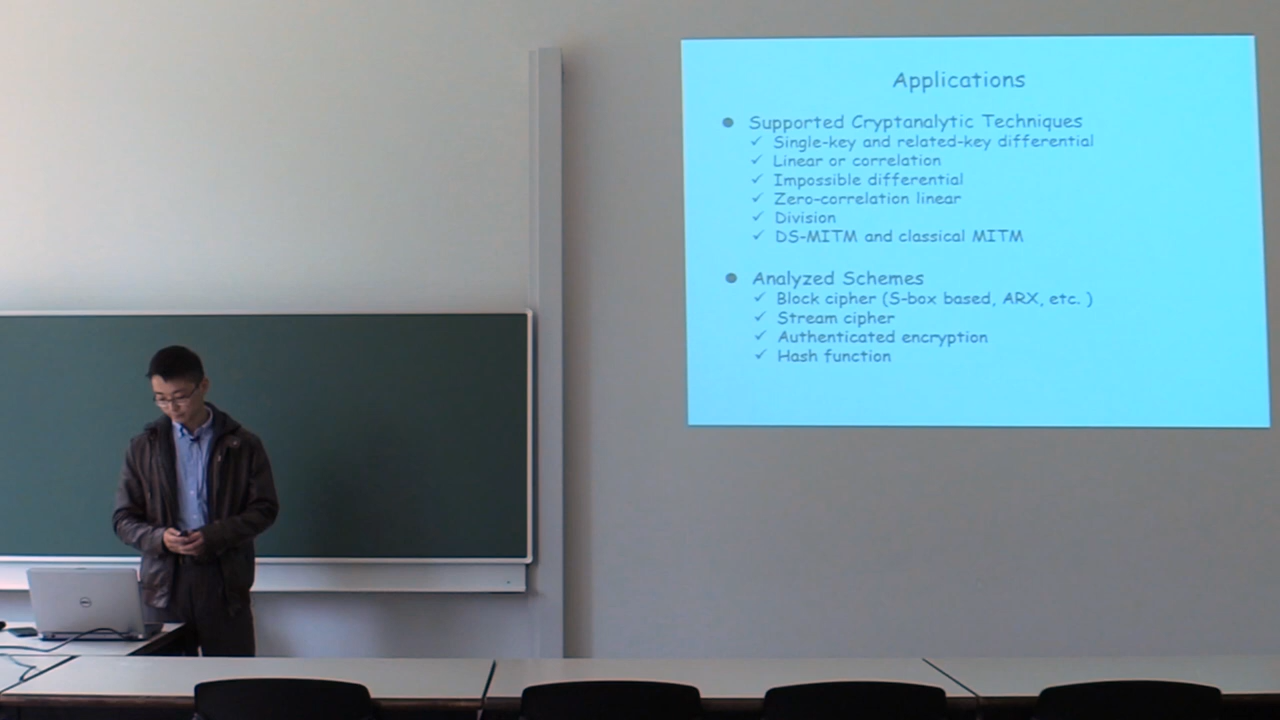 Applications
Supported Cryptanalytic Techniques
Single-key and related-key differential
Linear or correlation
Impossible differential
Zero-correlation linear
Division
DS-MITM and classical MITM
Analyzed Schemes
Block cipher (S-box based, ARX, etc. )
Stream cipher
Authenticated encryption
Hash function
DELL